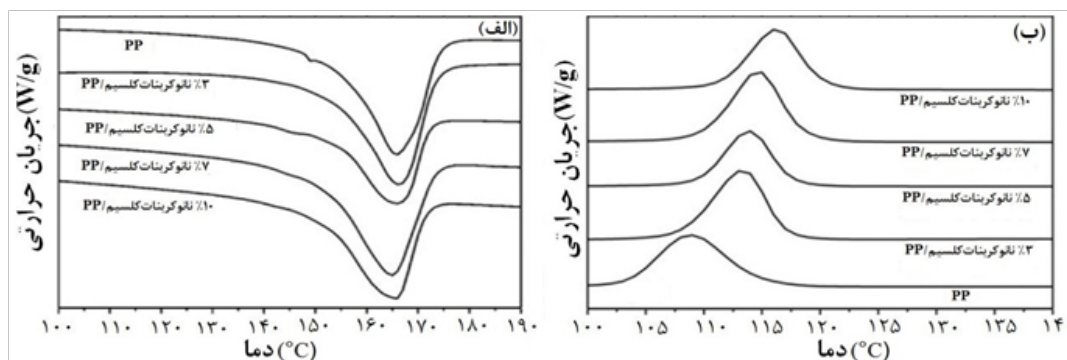 (الف)
PP
PP/نانوکربنات‌کلسیم ٪۳
PP/نانوکربنات‌کلسیم ٪۵
PP/نانوکربنات‌کلسیم ٪۷
PP/نانوکربنات‌کلسیم ٪۱۰
جریان حرارتی(W/g)
۱۰۰ ۱۱۰ ۱۲۰ ۱۳۰ ۱۴۰ ۱۵۰ ۱۶۰ ۱۷۰ ۱۸۰ ۱۹۰
دما (°C)
(ب)
PP/نانوکربنات‌کلسیم ٪۱۰
PP/نانوکربنات‌کلسیم ٪۷
PP/نانوکربنات‌کلسیم ٪۵
PP/نانوکربنات‌کلسیم ٪۳
PP
جریان حرارتی(W/g)
۱۰۰ ۱۰۵ ۱۱۰ ۱۱۵ ۱۲۰ ۱۲۵ ۱۳۰ ۱۳۵ ۱۴
دما (°C)